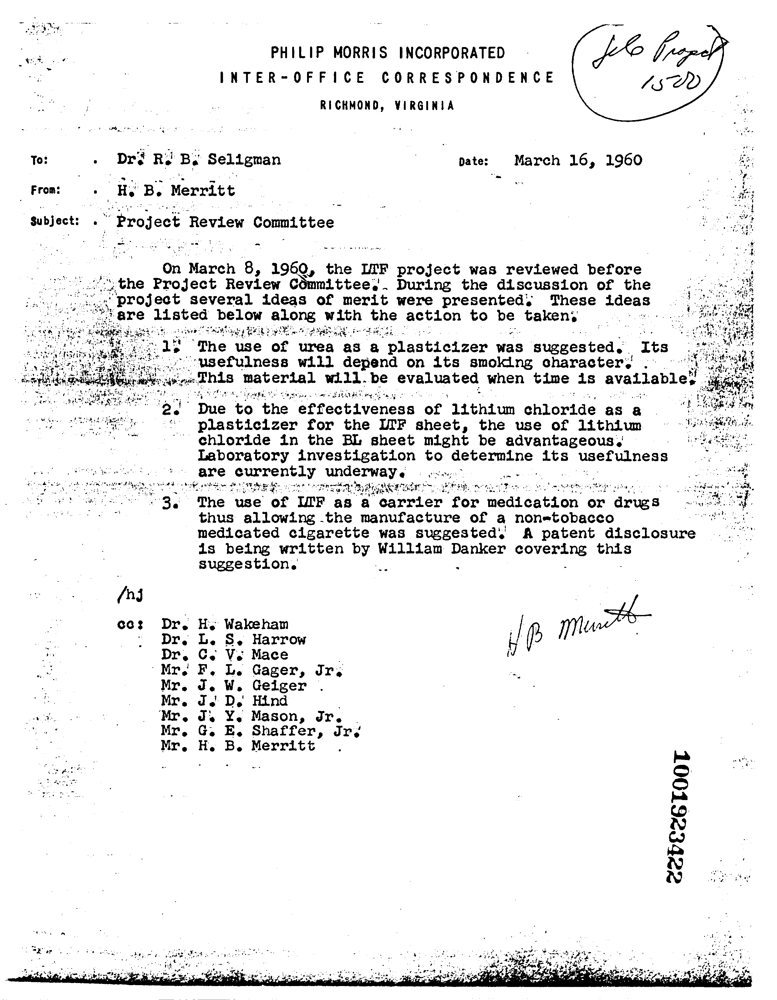 PHILIP MORRIS INCORPORATED
INTER-OFFICE CORRESPONDENCE
RICHMOND, VIRGINIA
Project
1500
To: Dr. R. B. Seligman Date: March 16, 1960
From: H. B. Merritt
Subject: Project Review Committee
On March 8, 1960, the LTF project was reviewed before
the Project Review Committee. During the discussion of the
project several ideas of merit were presented. These ideas
are listed below along with the action to be taken.
1. The use of urea as a plasticizer was suggested. Its
usefulness will depend on its smoking character.
This material will be evaluated when time is available.
2. Due to the effectiveness of lithium chloride as a
plasticizer for the LTF sheet, the use of lithium
chloride in the BL sheet might be advantageous.
Laboratory investigation to determine its usefulness
are currently underway.
3. The use of LTF as a carrier for medication or drugs
thus allowing the manufacture of a non-tobacco
medicated cigarette was suggested. A patent disclosure
is being written by William Danker covering this
suggestion.
/hj
cc: Dr. H. Wakeham
Dr. L. S. Harrow
Dr. C. V. Mace
Mr. F. L. Gager, Jr.
Mr. J. W. Geiger
Mr. J. D. Hind
Mr. J. Y. Mason, Jr.
Mr. G. E. Shaffer, Jr.
Mr. H. B. Merritt
H B Merritt
1001923422